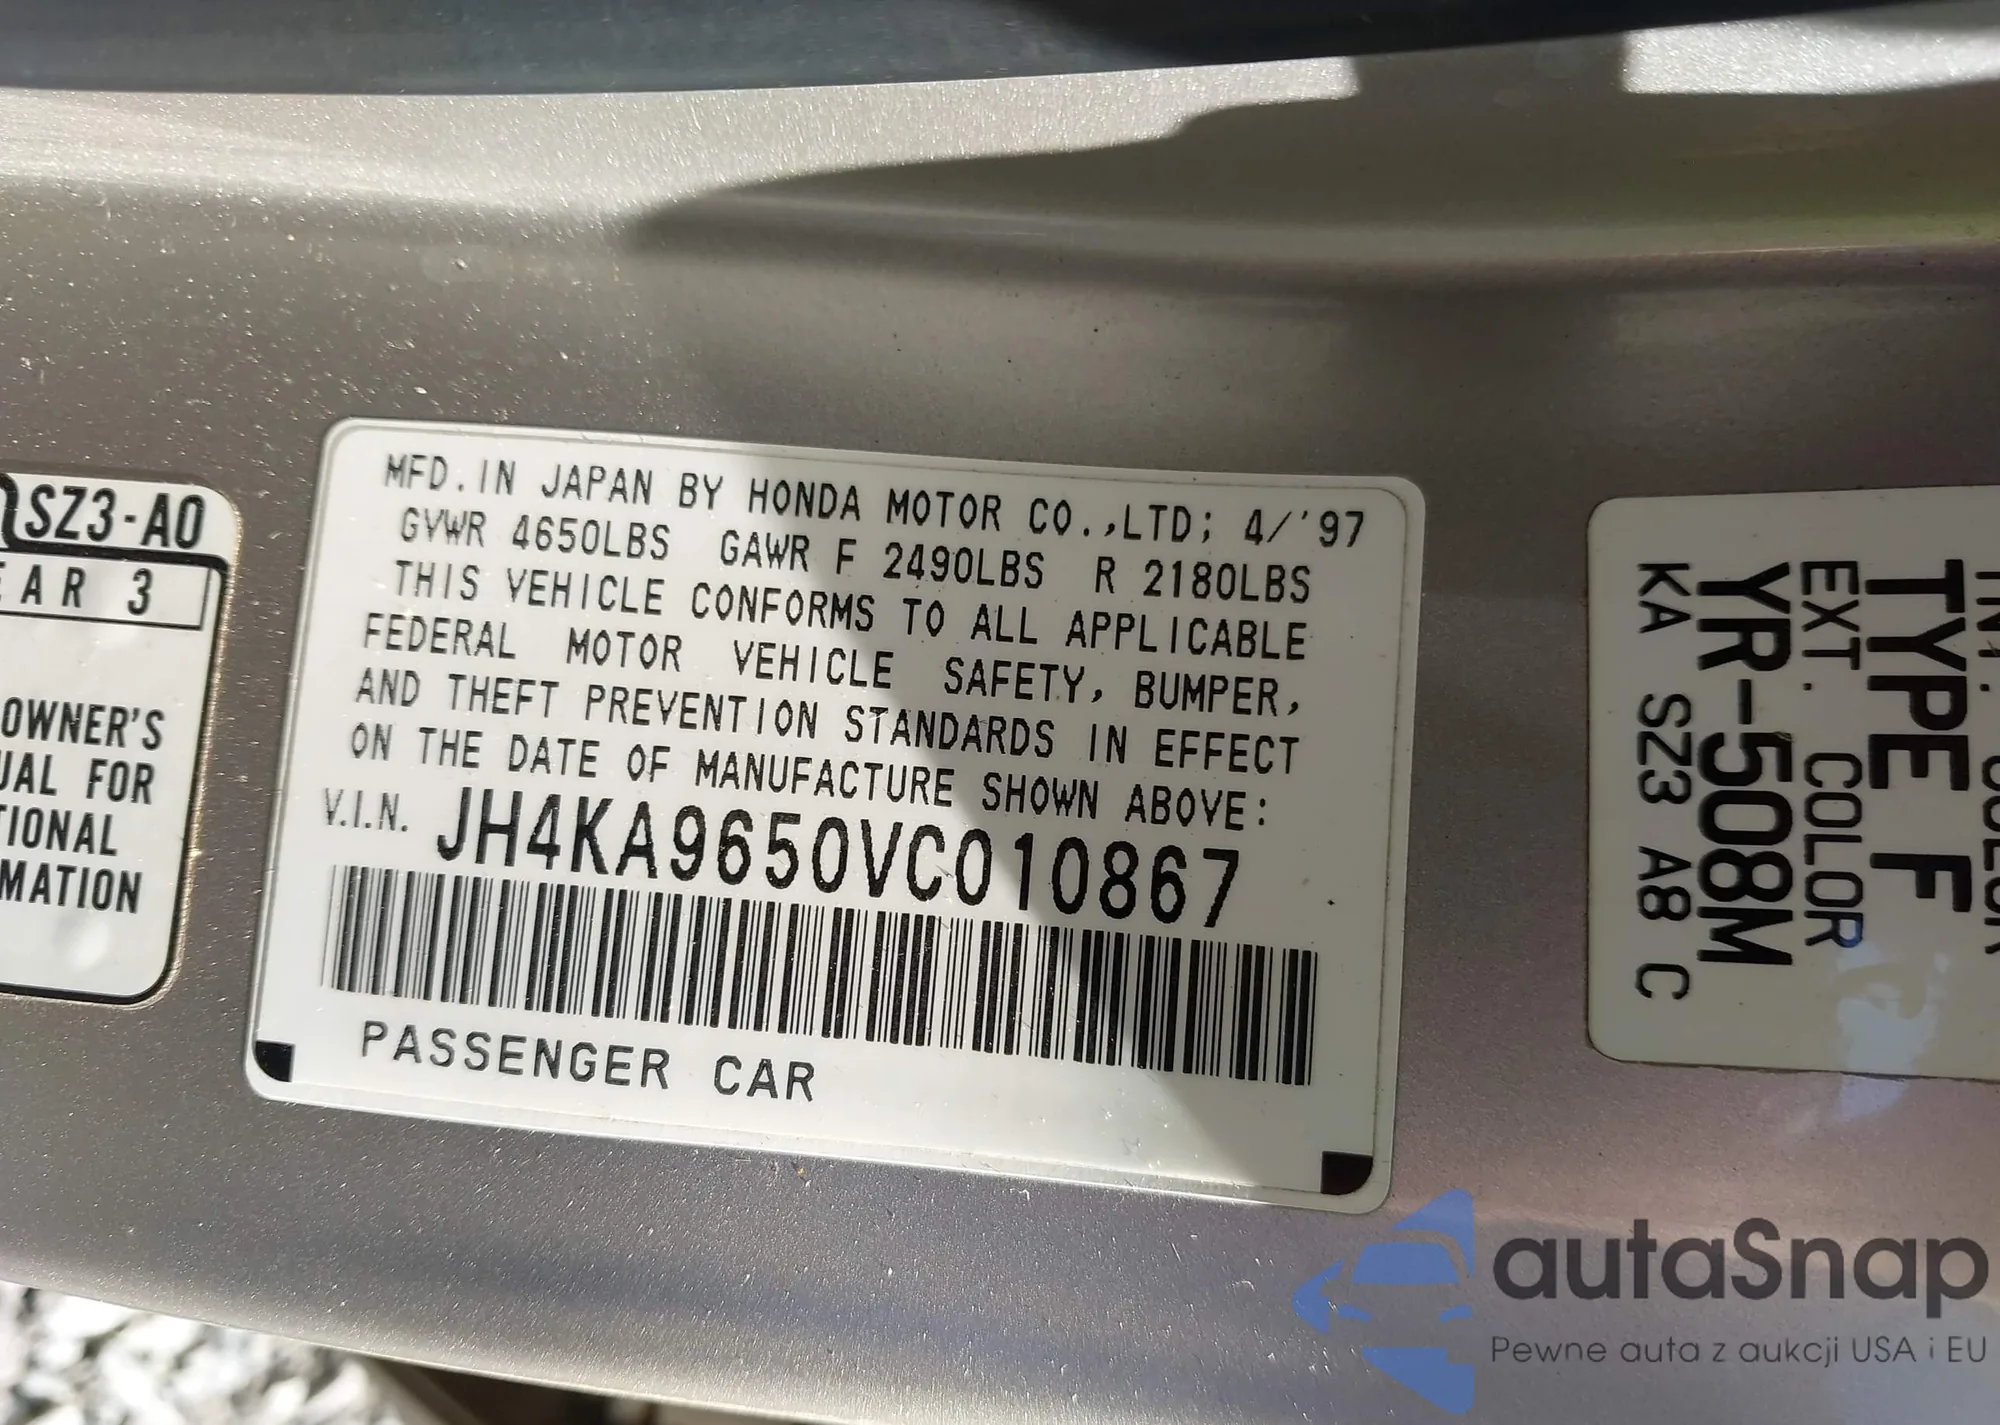 SZ3-A0
EAR 3
OWNER'S
UAL FOR
TIONAL
MATION
MFD. IN JAPAN BY HONDA MOTOR CO.,LTD; 4/'97
GVWR 4650LBS GAWR F 2490LBS R 2180LBS
THIS VEHICLE CONFORMS TO ALL APPLICABLE
FEDERAL MOTOR VEHICLE SAFETY, BUMPER,
AND THEFT PREVENTION STANDARDS IN EFFECT
ON THE DATE OF MANUFACTURE SHOWN ABOVE:
V.I.N. JH4KA9650VC010867
PASSENGER CAR
INT. COLOR
TYPE F
EXT. COLOR
YR-508M
KA SZ3 A8 C
autaSnap
Pewne auta z aukcji USA i EU